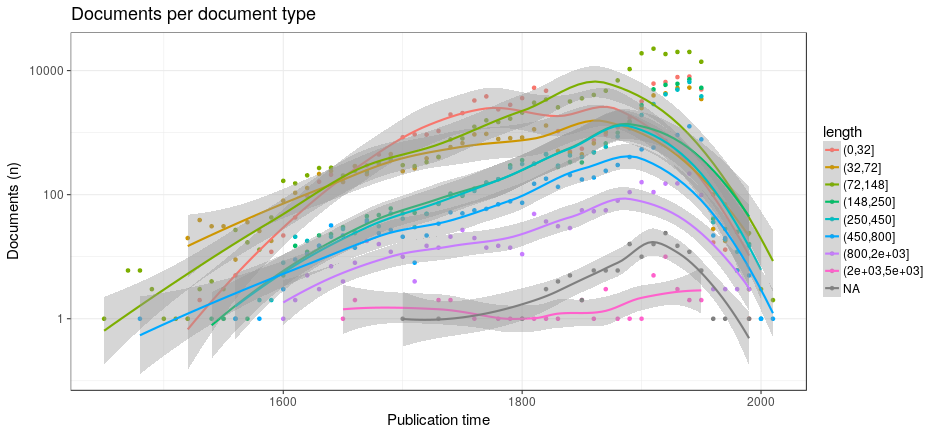 Documents per document type
Documents (n)
10000
100
1
1600
1800
2000
Publication time
length
(0,32]
(32,72]
(72,148]
(148,250]
(250,450]
(450,800]
(800,2e+03]
(2e+03,5e+03]
NA